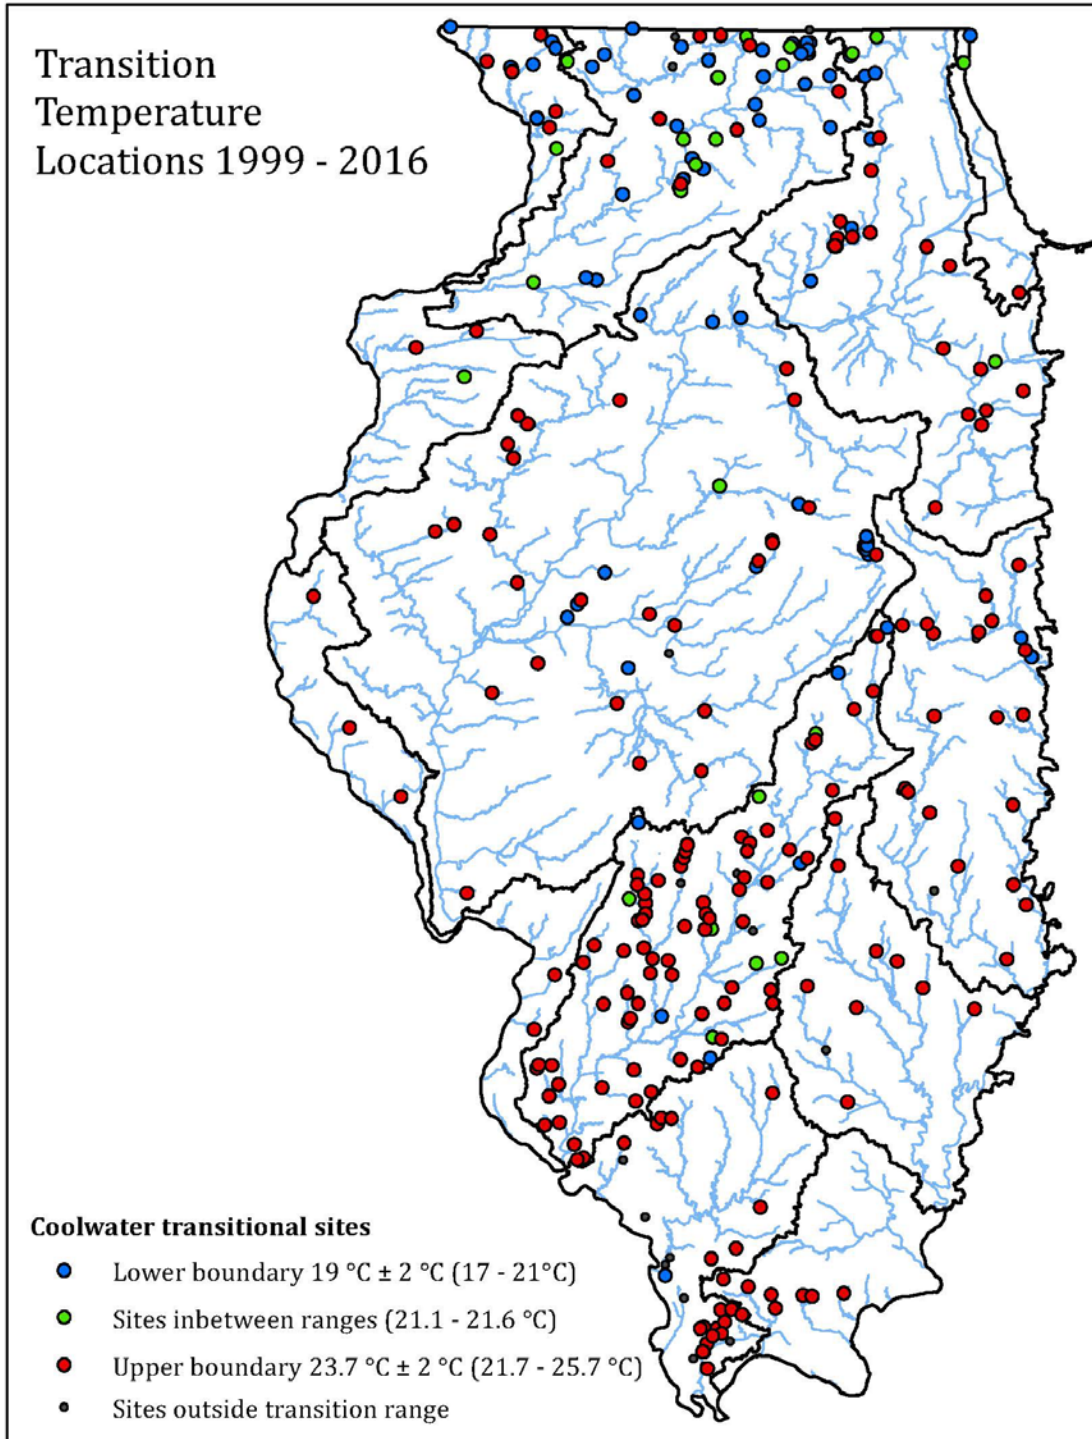 Transition
Temperature
Locations 1999 - 2016
Coolwater transitional sites
Lower boundary 19 °C ± 2 °C (17 - 21°C)
Sites inbetween ranges (21.1 - 21.6 °C)
Upper boundary 23.7 °C ± 2 °C (21.7 - 25.7 °C)
Sites outside transition range